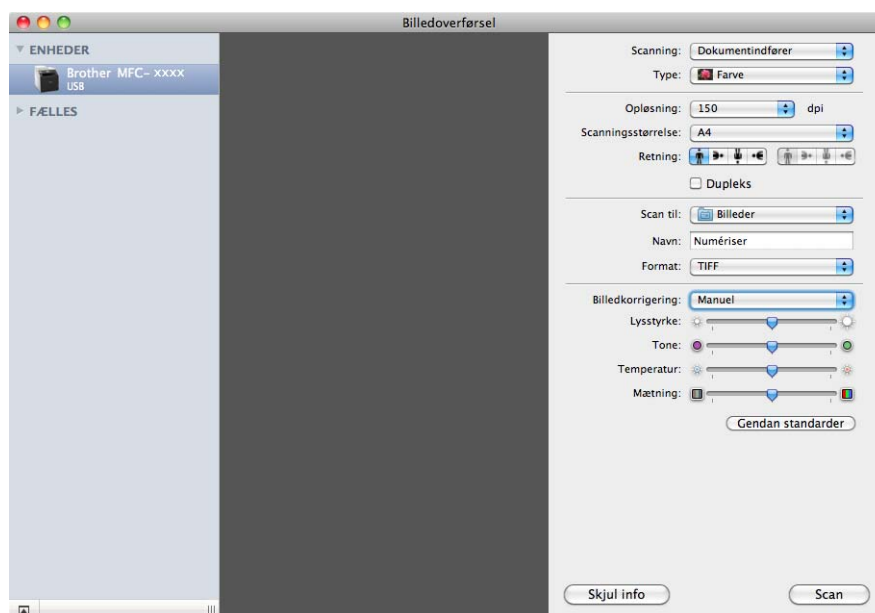 Billedoverførsel
ENHEDER
Brother MFC- xxxx
USB
FÆLLES
Scanning: Dokumentindfører
Type: Farve
Opløsning: 150 dpi
Scanningsstørrelse: A4
Retning:
Dupleks
Scan til: Billeder
Navn: Numériser
Format: TIFF
Billedkorrigering: Manuel
Lysstyrke:
Tone:
Temperatur:
Mætning:
Gendan standarder
Skjul info
Scan